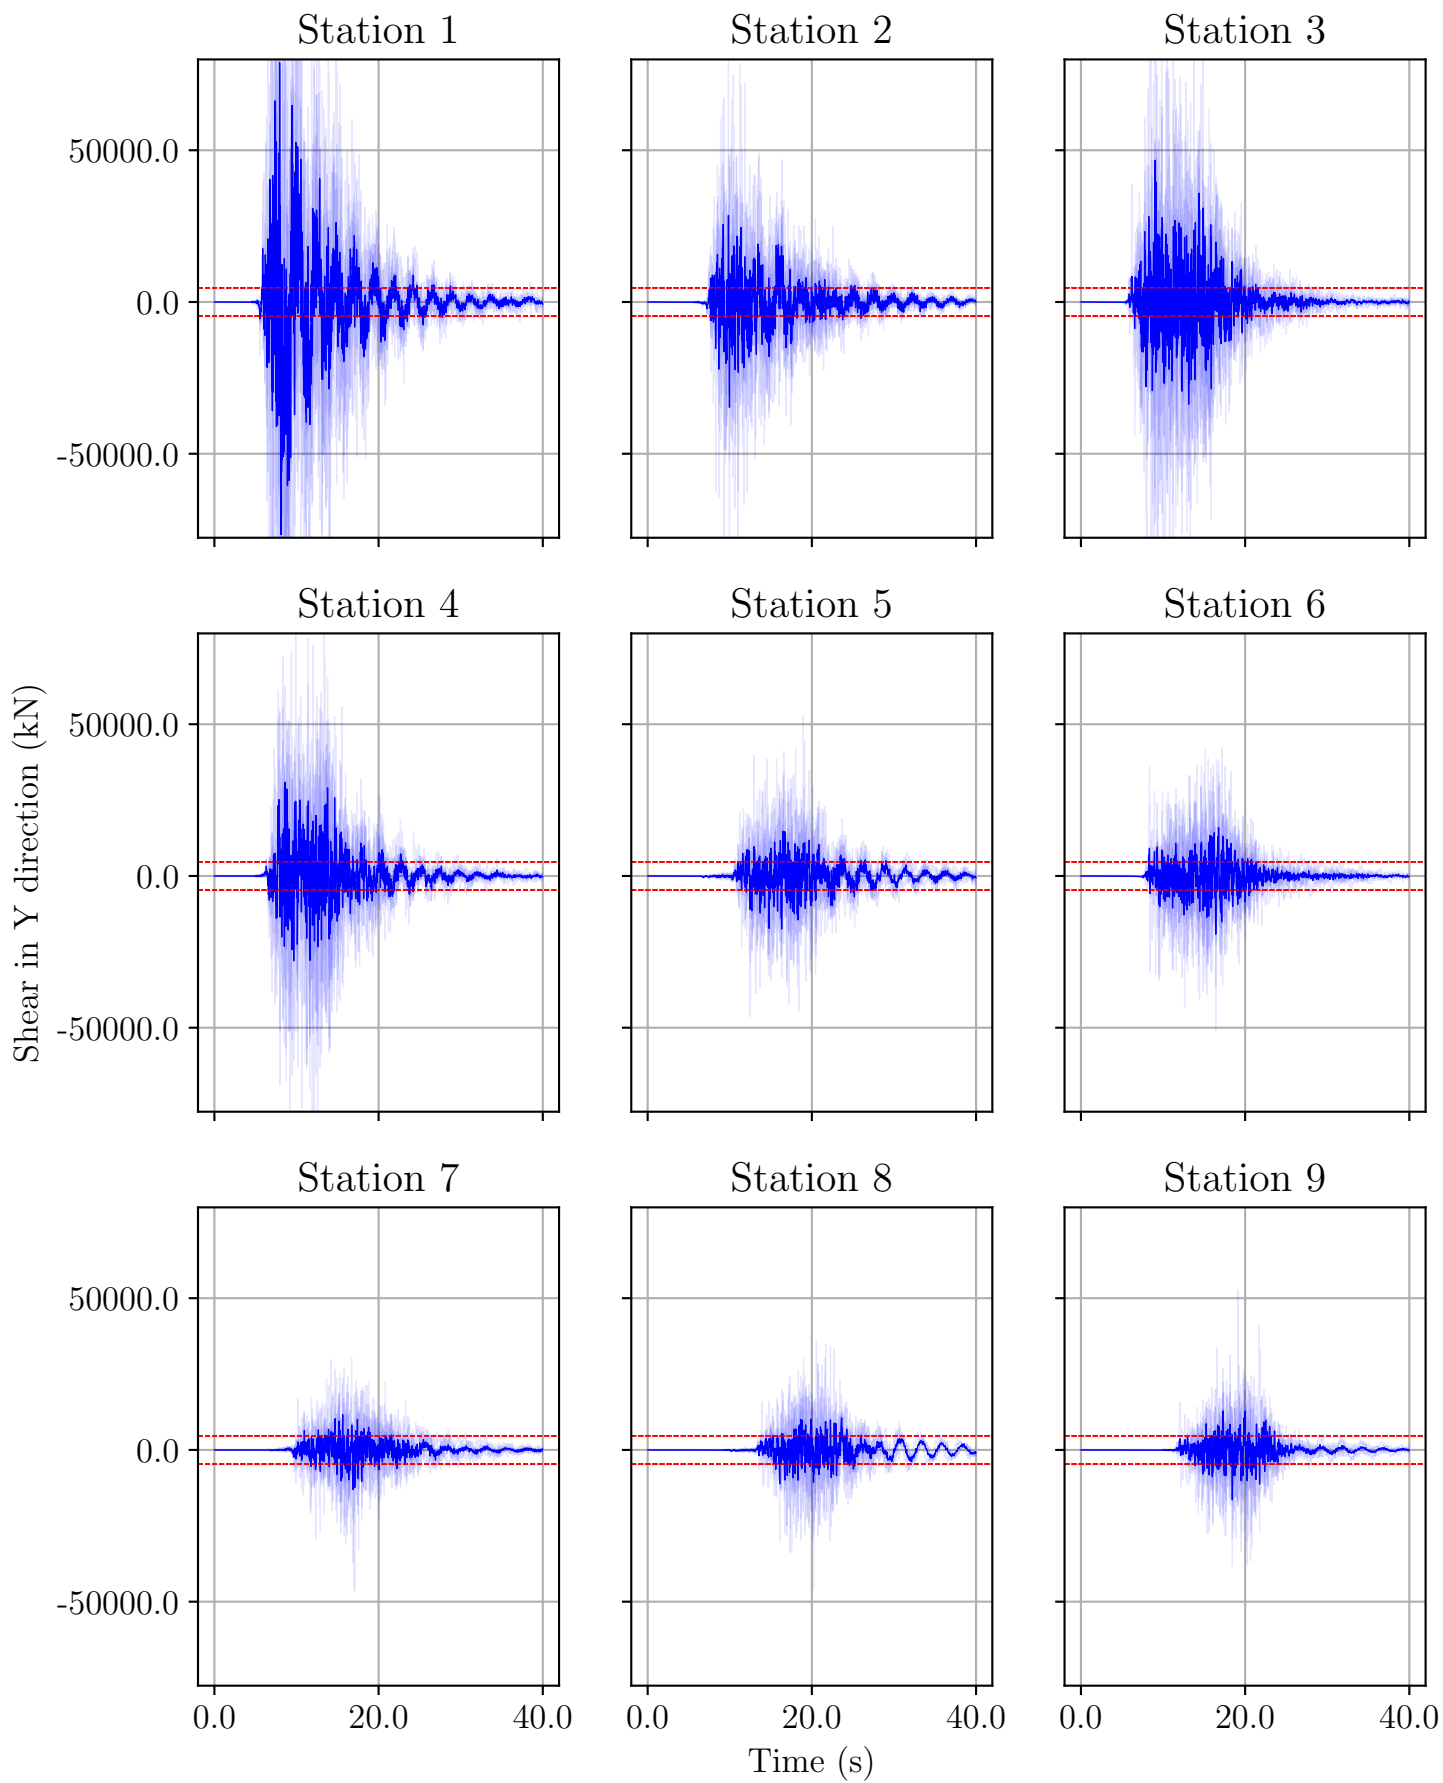 Station 1
Station 2
Station 3
50000.0
0.0
-50000.0
Station 4
Station 5
Station 6
Shear in Y direction (kN)
50000.0
0.0
-50000.0
Station 7
Station 8
Station 9
50000.0
0.0
-50000.0
0.0 20.0 40.0 0.0 20.0 40.0 0.0 20.0 40.0
Time (s)